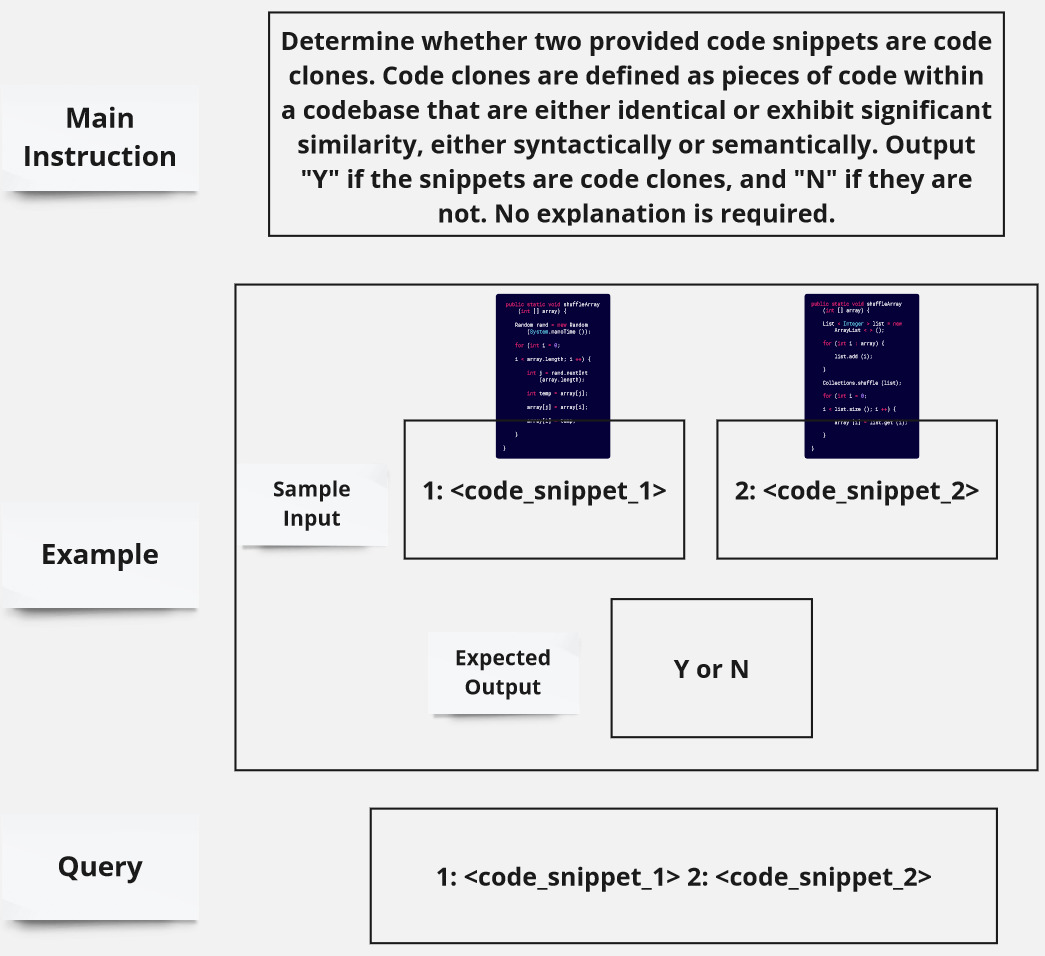 Main
Instruction
Determine whether two provided code snippets are code
clones. Code clones are defined as pieces of code within
a codebase that are either identical or exhibit significant
similarity, either syntactically or semantically. Output
"Y" if the snippets are code clones, and "N" if they are
not. No explanation is required.
Example
Sample
Input
public static void shuffleArray
(int [] array) {
Random rand = new Random
(System.nanoTime ());
for (int i = 0;
i < array.length; i ++) {
int j = rand.nextInt
(array.length);
int temp = array[j];
array[j] = array[i];
array[i] = temp;
}
}
1: <code_snippet_1>
public static void shuffleArray
(int [] array) {
List < Integer > list = new
ArrayList < > ();
for (int i : array) {
list.add (i);
}
Collections.shuffle (list);
for (int i = 0;
i < list.size (); i ++) {
array [i] = list.get (i);
}
}
2: <code_snippet_2>
Expected
Output
Y or N
Query
1: <code_snippet_1> 2: <code_snippet_2>